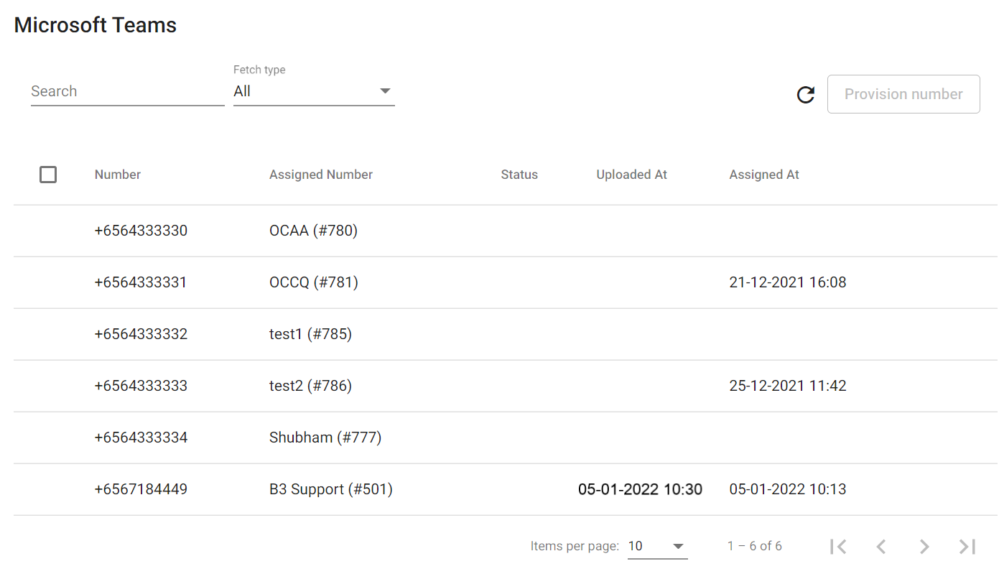 Microsoft Teams
Fetch type
Search All
Provision number
Number Assigned Number Status Uploaded At Assigned At
+6564333330 OCAA (#780)
+6564333331 OCCQ (#781) 21-12-2021 16:08
+6564333332 test1 (#785)
+6564333333 test2 (#786) 25-12-2021 11:42
+6564333334 Shubham (#777)
+6567184449 B3 Support (#501) 05-01-2022 10:30 05-01-2022 10:13
Items per page: 10 1 – 6 of 6